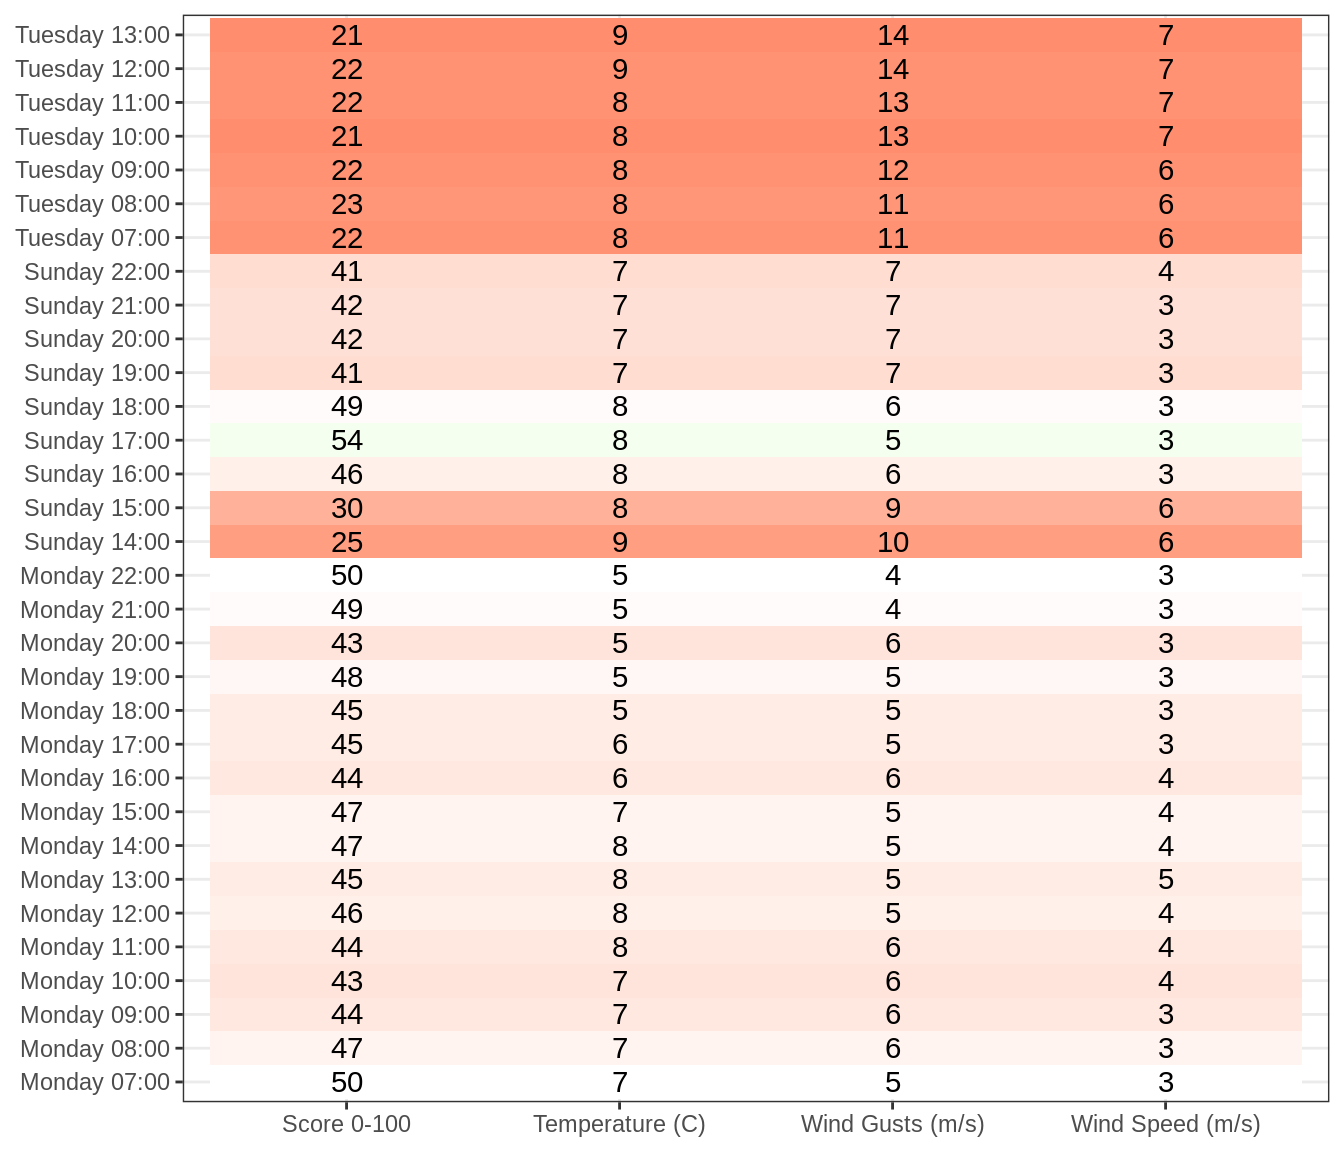 Tuesday 13:00 21 9 14 7
Tuesday 12:00 22 9 14 7
Tuesday 11:00 22 8 13 7
Tuesday 10:00 21 8 13 7
Tuesday 09:00 22 8 12 6
Tuesday 08:00 23 8 11 6
Tuesday 07:00 22 8 11 6
Sunday 22:00 41 7 7 4
Sunday 21:00 42 7 7 3
Sunday 20:00 42 7 7 3
Sunday 19:00 41 7 7 3
Sunday 18:00 49 8 6 3
Sunday 17:00 54 8 5 3
Sunday 16:00 46 8 6 3
Sunday 15:00 30 8 9 6
Sunday 14:00 25 9 10 6
Monday 22:00 50 5 4 3
Monday 21:00 49 5 4 3
Monday 20:00 43 5 6 3
Monday 19:00 48 5 5 3
Monday 18:00 45 5 5 3
Monday 17:00 45 6 5 3
Monday 16:00 44 6 6 4
Monday 15:00 47 7 5 4
Monday 14:00 47 8 5 4
Monday 13:00 45 8 5 5
Monday 12:00 46 8 5 4
Monday 11:00 44 8 6 4
Monday 10:00 43 7 6 4
Monday 09:00 44 7 6 3
Monday 08:00 47 7 6 3
Monday 07:00 50 7 5 3
Score 0-100 Temperature (C) Wind Gusts (m/s) Wind Speed (m/s)